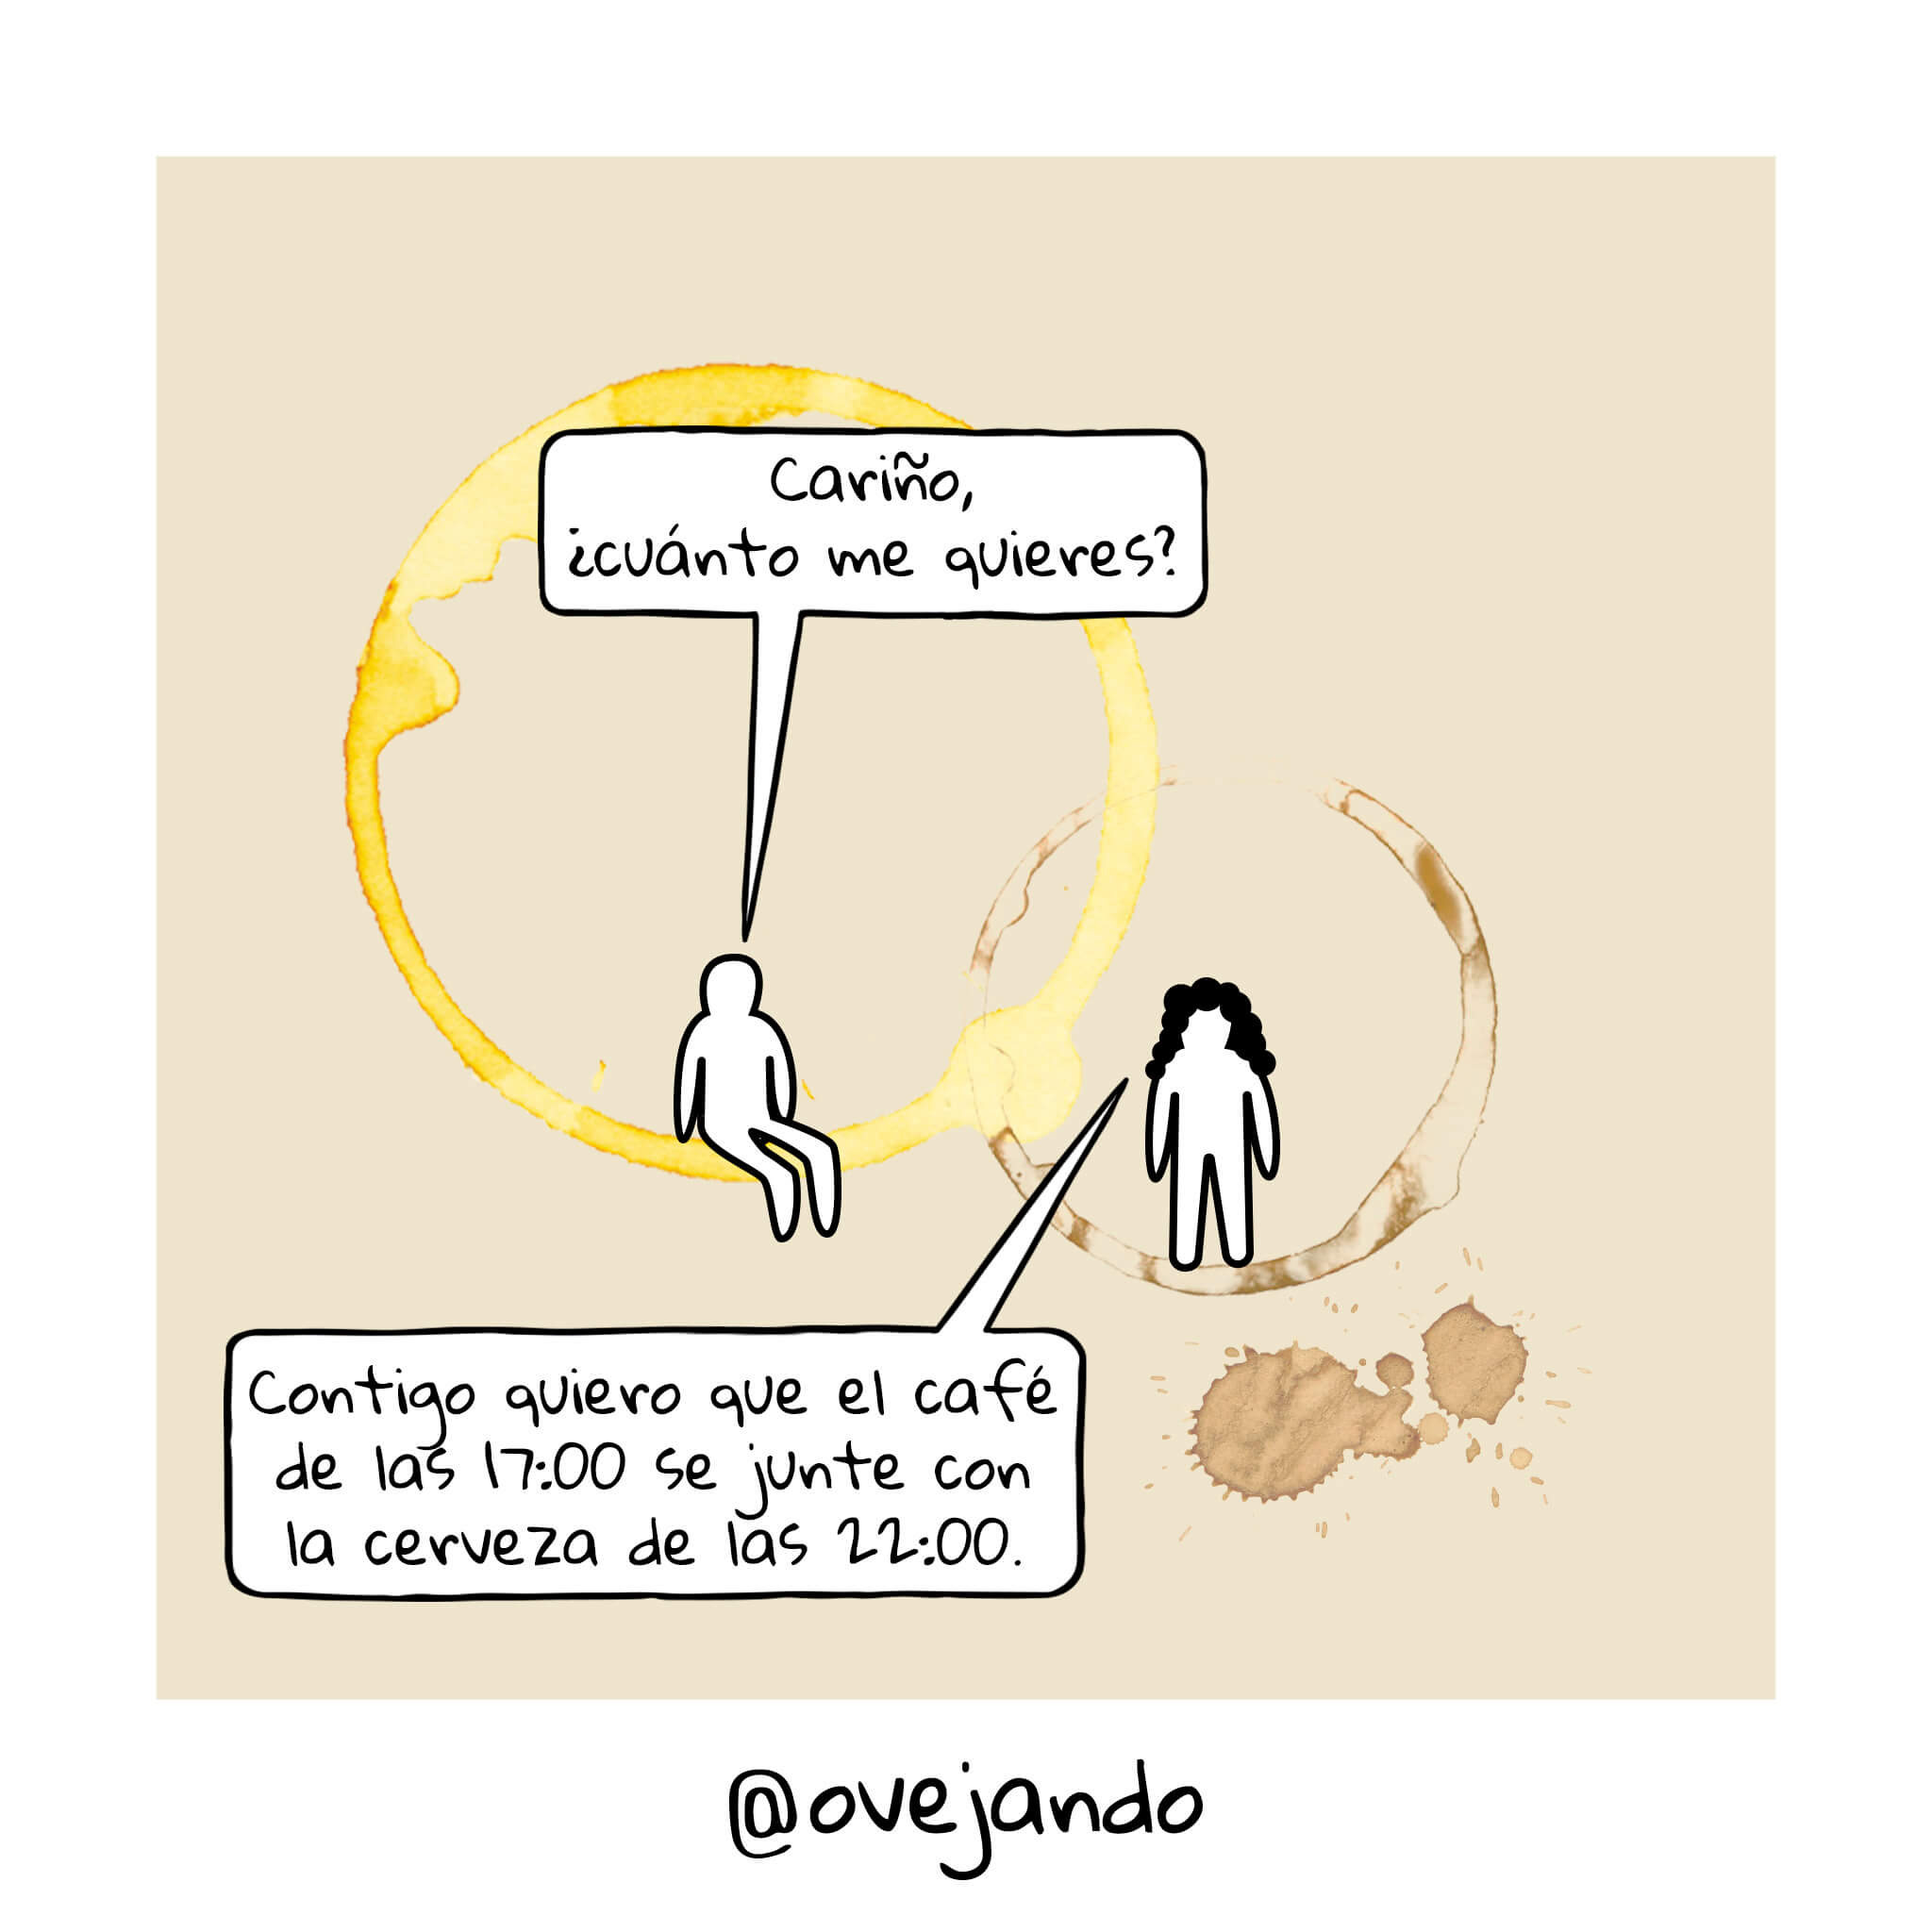 Cariño,
¿cuánto me quieres?
Contigo quiero que el café
de las 17:00 se junte con
la cerveza de las 22:00.
@ovejando